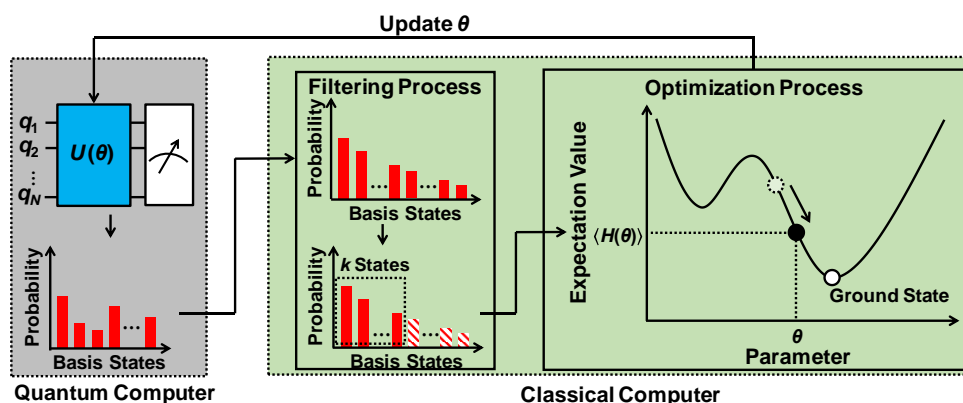 Update θ
Filtering Process
Optimization Process
q1
q2
...
qN
U(θ)
Probability
Basis States
Quantum Computer
Probability
...
...
Basis States
k States
Probability
...
...
Basis States
Expectation Value
⟨H(θ)⟩
Ground State
θ
Parameter
Classical Computer
...